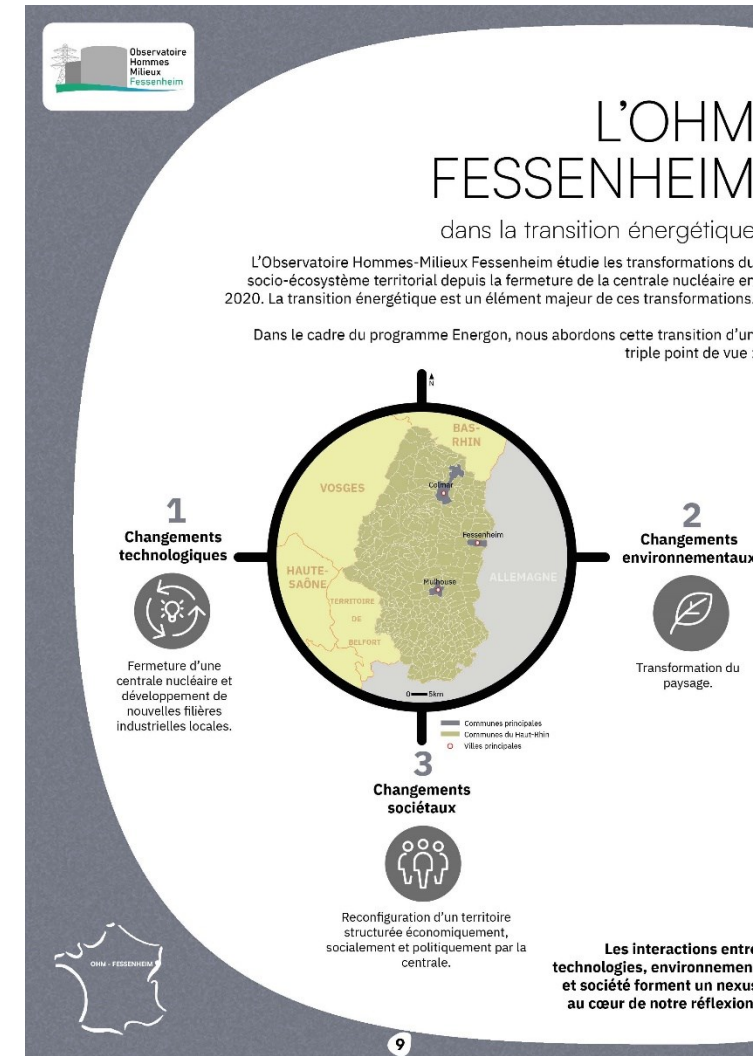 Observatoire
Hommes
Milieux
Fessenheim
L'OHM
FESSENHEIM
dans la transition énergétique
L'Observatoire Hommes-Milieux Fessenheim étudie les transformations du
socio-écosystème territorial depuis la fermeture de la centrale nucléaire en
2020. La transition énergétique est un élément majeur de ces transformations.
Dans le cadre du programme Energon, nous abordons cette transition d'un
triple point de vue :
N
BAS-
RHIN
VOSGES
Colmar
Fessenheim
HAUTE-
SAÔNE
ALLEMAGNE
Mulhouse
TERRITOIRE
DE
BELFORT
0 5km
Communes principales
Communes du Haut-Rhin
Villes principales
1
Changements
technologiques
Fermeture d'une
centrale nucléaire et
développement de
nouvelles filières
industrielles locales.
2
Changements
environnementaux
Transformation du
paysage.
3
Changements
sociétaux
Reconfiguration d'un territoire
structurée économiquement,
socialement et politiquement par la
centrale.
Les interactions entre
technologies, environnemen
et société forment un nexus
au cœur de notre réflexion
OHM - FESSENHEIM
9